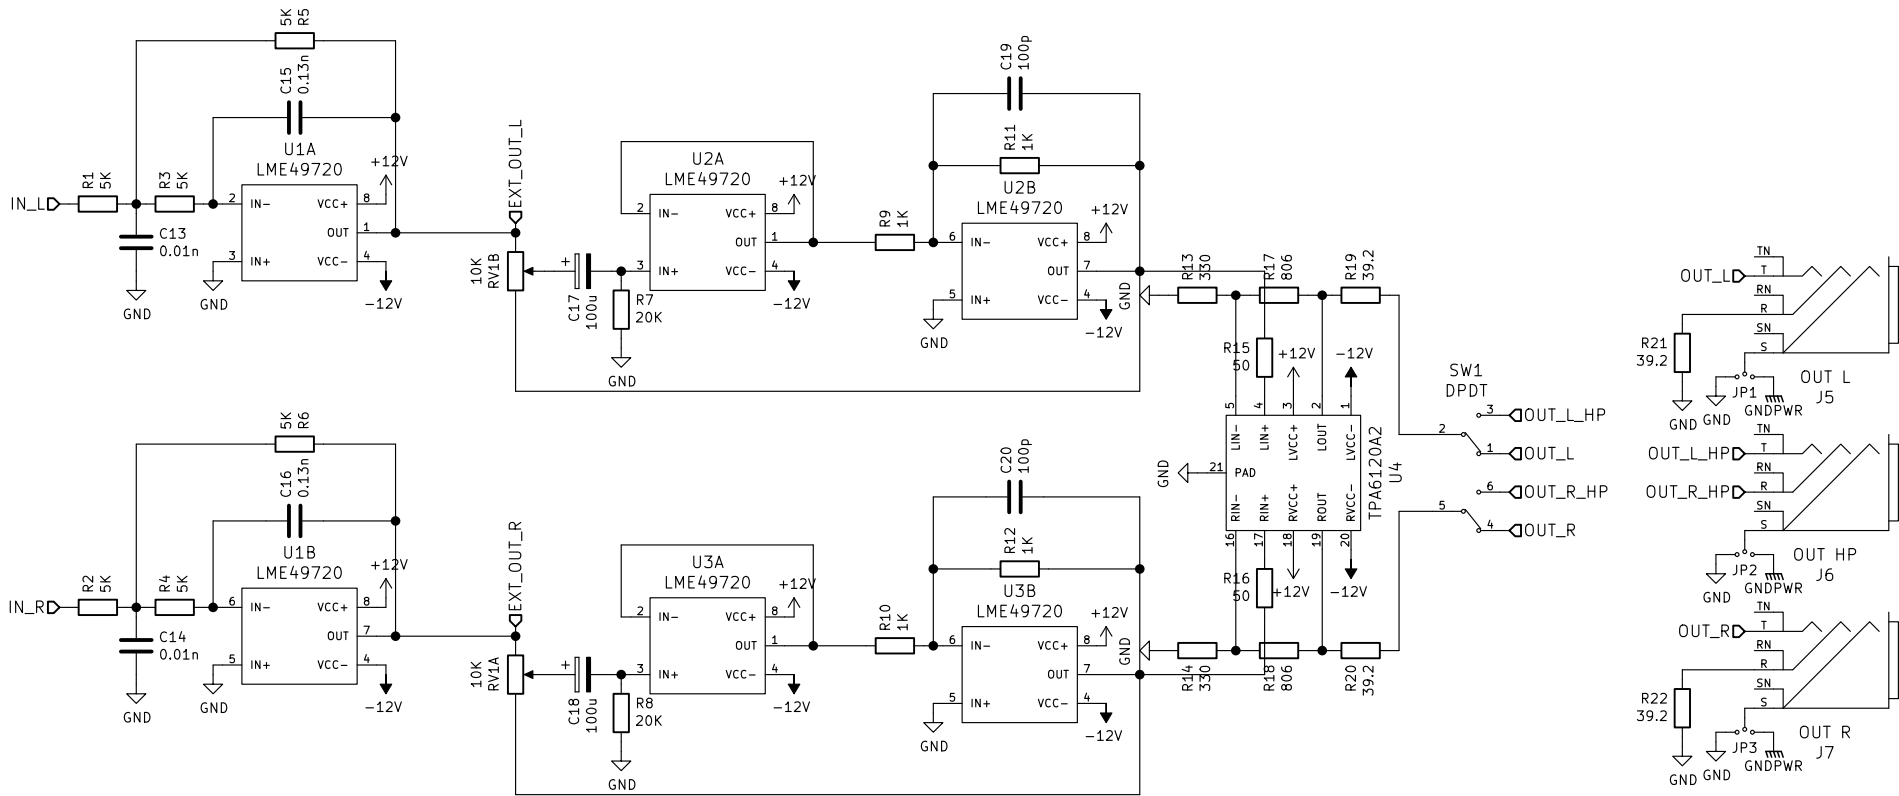 5K
R5
C15
0.13n
U1A
LME49720
+12V
R1
5K
R3
5K
IN_L
2
IN-
VCC+
8
OUT
1
3
IN+
VCC-
4
C13
0.01n
GND
GND
-12V
EXT_OUT_L
10K
RV1B
+
C17
100u
R7
20K
GND
U2A
LME49720
+12V
2
IN-
VCC+
8
OUT
1
3
IN+
VCC-
4
-12V
R9
1K
C19
100p
R11
1K
U2B
LME49720
+12V
6
IN-
VCC+
8
OUT
7
5
IN+
VCC-
4
GND
-12V
GND
R13
330
R17
806
R19
39.2
R15
50
+12V
-12V
5
4
3
2
1
LIN-
LIN+
LVCC+
LOUT
LVCC-
GND
21
PAD
TPA6120A2
U4
RIN-
RIN+
RVCC+
ROUT
RVCC-
16
17
18
19
20
R16
50
+12V
-12V
GND
R14
330
R18
806
R20
39.2
SW1
DPDT
3
OUT_L_HP
2
1
OUT_L
6
OUT_R_HP
5
4
OUT_R
5K
R6
C16
0.13n
U1B
LME49720
+12V
R2
5K
R4
5K
IN_R
6
IN-
VCC+
8
OUT
7
5
IN+
VCC-
4
C14
0.01n
GND
GND
-12V
EXT_OUT_R
10K
RV1A
+
C18
100u
R8
20K
GND
U3A
LME49720
+12V
2
IN-
VCC+
8
OUT
1
3
IN+
VCC-
4
-12V
R10
1K
C20
100p
R12
1K
U3B
LME49720
+12V
6
IN-
VCC+
8
OUT
7
5
IN+
VCC-
4
GND
-12V
TN
OUT_L
T
RN
R
SN
S
R21
39.2
GND
JP1
GND
GNDPWR
OUT L
J5
TN
OUT_L_HP
T
RN
OUT_R_HP
R
SN
S
JP2
GND
GNDPWR
OUT HP
J6
TN
OUT_R
T
RN
R
SN
S
R22
39.2
GND
JP3
GND
GNDPWR
OUT R
J7